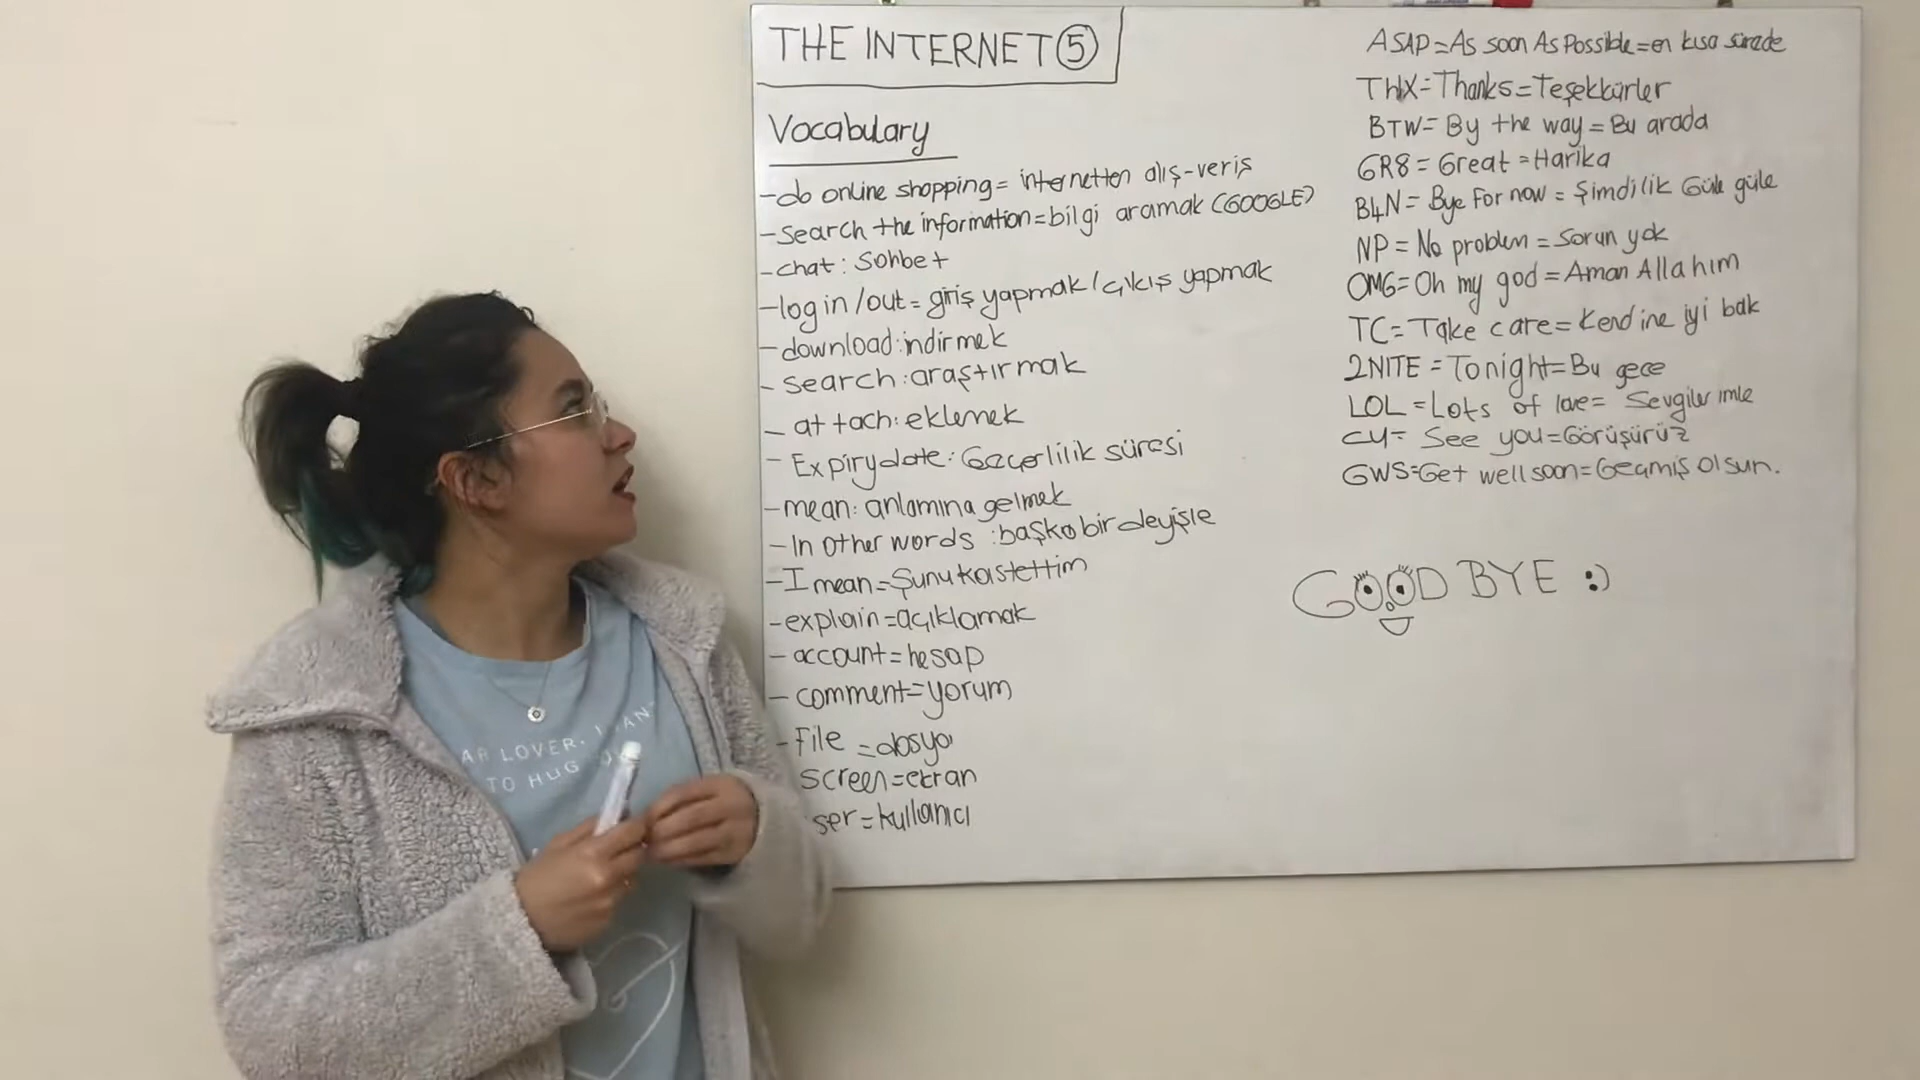 THE INTERNET 5
Vocabulary
-do online shopping= internetten alış-veriş
-Search the information=bilgi aramak (GOOGLE)
-chat: Sohbet
-log in /out= giriş yapmak/çıkış yapmak
-download:indirmek
-search:araştırmak
-attach:eklemek
-Expiry date: Geçerlilik süresi
-mean: anlamına gelmek
-In other words :başka bir deyişle
-I mean=Şunu kastettim
-explain=açıklamak
-account=hesap
-comment=yorum
-File =dosya
screen=ekran
ser=kullanıcı
ASAP=As soon As Possible=en kısa sürede
THX=Thanks=Teşekkürler
BTW= By the way=Bu arada
GR8=Great=Harika
B4N= Bye For now= Şimdilik Güle güle
NP=No problem=Sorun yok
OMG=Oh my god=Aman Allahım
TC=Take care=Kendine iyi bak
2NITE =Tonight=Bu gece
LOL =Lots of love= Sevgilerimle
CU= See you=Görüşürüz
GWS=Get well soon=Geçmiş Olsun.
GOOD BYE :)
AR LOVER. I AN
TO HUG